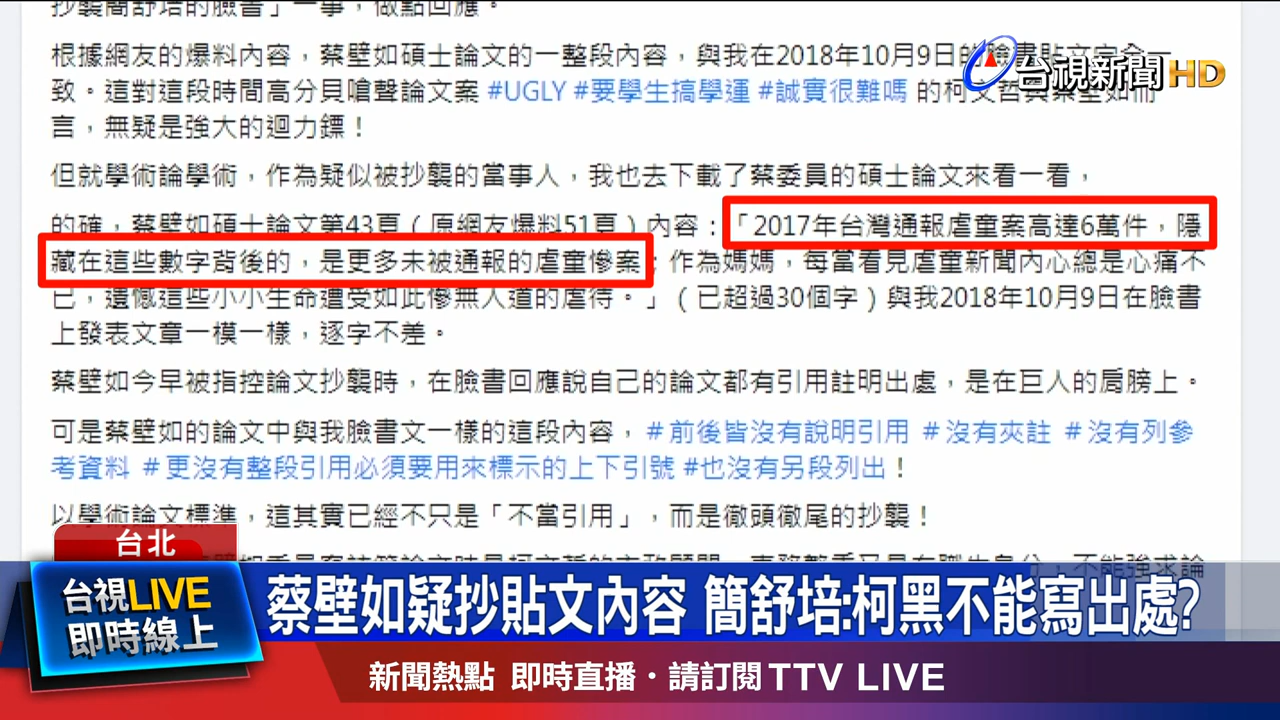 抄襲簡舒培的臉書」一事，做點回應。
根據網友的爆料內容，蔡壁如碩士論文的一整段內容，與我在2018年10月9日的臉書貼文完全一
致。這對這段時間高分貝嗆聲論文案 #UGLY #要學生搞學運 #誠實很難嗎 的柯文哲與蔡壁如而
言，無疑是強大的迴力鏢！
台視新聞HD
但就學術論學術，作為疑似被抄襲的當事人，我也去下載了蔡委員的碩士論文來看一看，
的確，蔡壁如碩士論文第43頁（原網友爆料51頁）內容：「2017年台灣通報虐童案高達6萬件，隱
藏在這些數字背後的，是更多未被通報的虐童慘案；作為媽媽，每當看見虐童新聞內心總是心痛不
已，遺憾這些小小生命遭受如此慘無人道的虐待。」（已超過30個字）與我2018年10月9日在臉書
上發表文章一模一樣，逐字不差。
蔡壁如今早被指控論文抄襲時，在臉書回應說自己的論文都有引用註明出處，是在巨人的肩膀上。
可是蔡壁如的論文中與我臉書文一樣的這段內容，#前後皆沒有說明引用 #沒有夾註 #沒有列參
考資料 #更沒有整段引用必須要用來標示的上下引號 #也沒有另段列出！
以學術論文標準，這其實已經不只是「不當引用」，而是徹頭徹尾的抄襲！
台北
台視LIVE
即時線上
蔡壁如疑抄貼文內容 簡舒培:柯黑不能寫出處?
新聞熱點 即時直播・請訂閱TTV LIVE